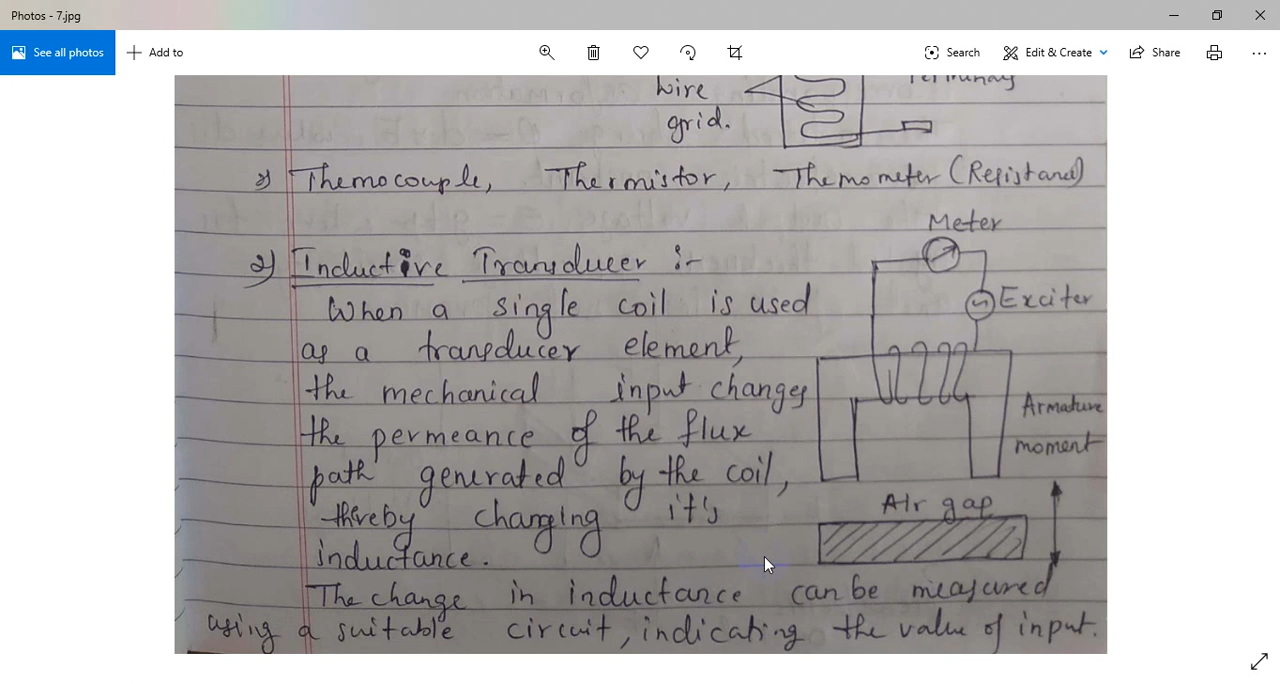 Photos - 7.jpg
See all photos
Add to
Search
Edit & Create
Share
wire
grid.
3) Themocouple, Thermistor, Themometer (Resistance)
Meter
2) Inductive Transducer :-
Exciter
When a single coil is used
as a transducer element,
the mechanical input changes
the permeance of the flux
path generated by the coil,
thereby changing it's
inductance.
Armature
moment
Air gap
The change in inductance can be measured
using a suitable circuit, indicating the value of input.